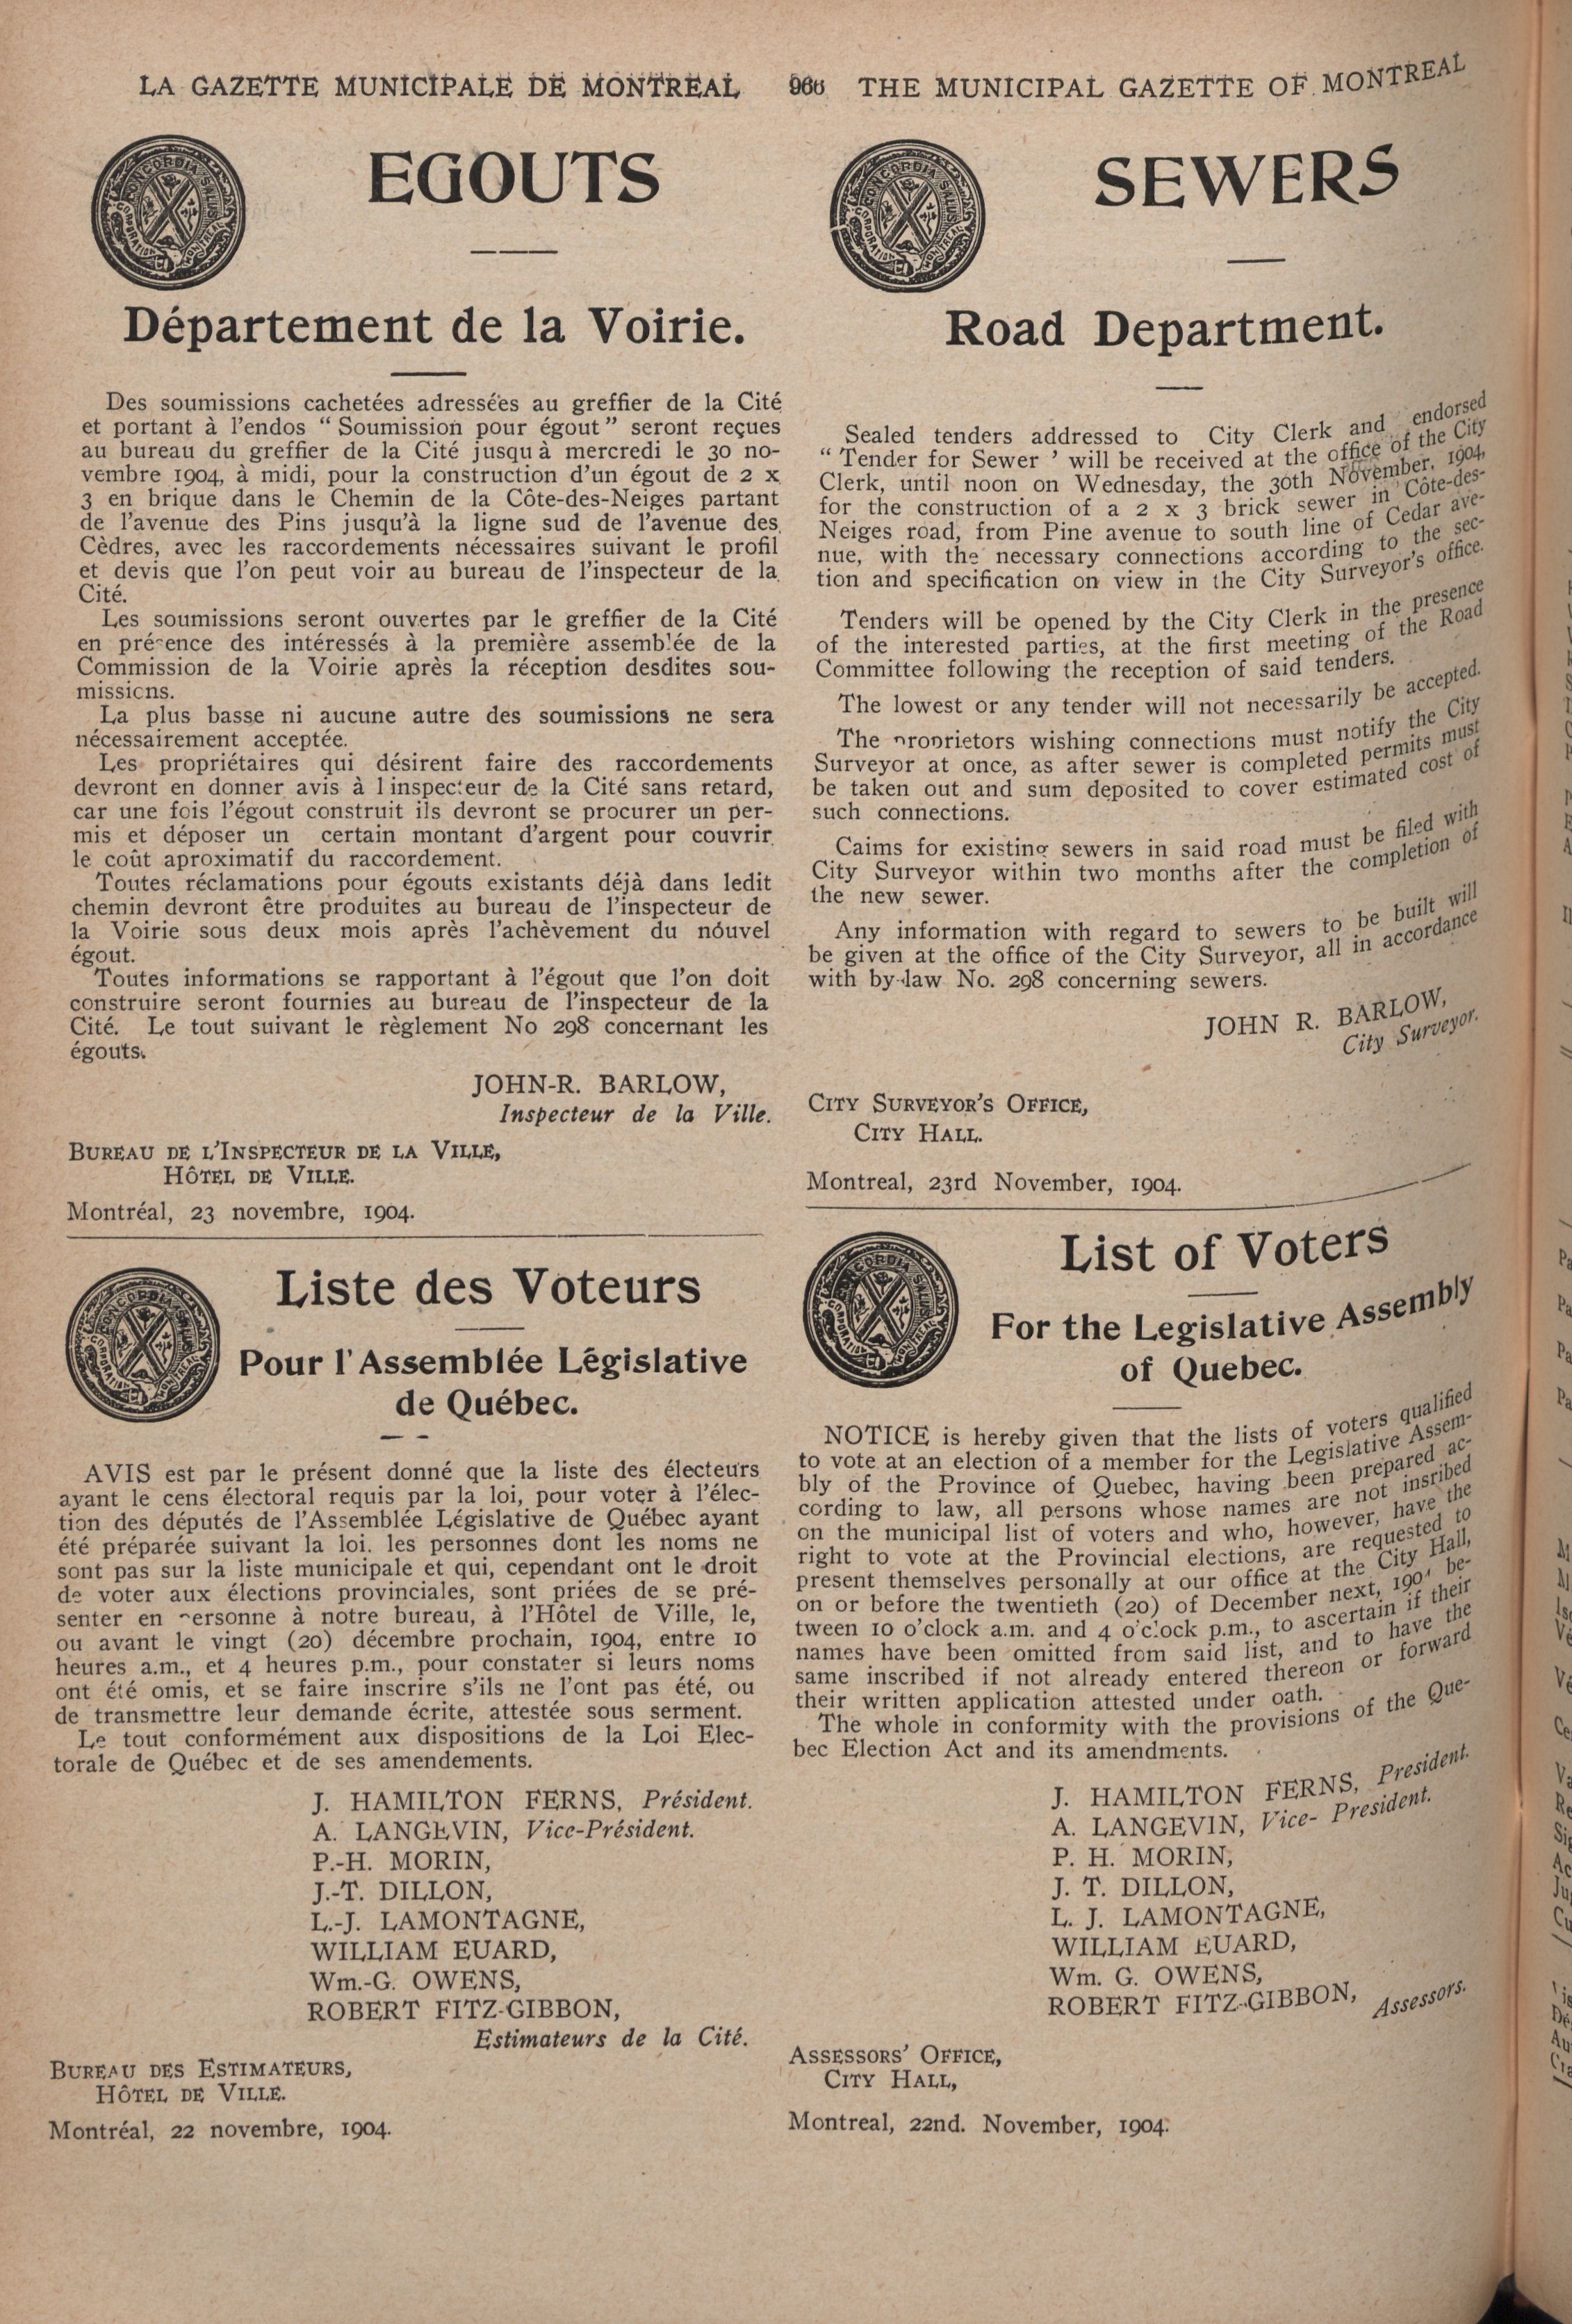 LA GAZETTE MUNICIPALE DE MONTREAL 966 THE MUNICIPAL GAZETTE OF MONTREAL
EGOUTS
Département de la Voirie.
Des soumissions cachetées adressées au greffier de la Cité
et portant à l'endos “ Soumission pour égout ” seront reçues
au bureau du greffier de la Cité jusqu à mercredi le 30 no-
vembre 1904, à midi, pour la construction d'un égout de 2 x
3 en brique dans le Chemin de la Côte-des-Neiges partant
de l'avenue des Pins jusqu'à la ligne sud de l'avenue des
Cèdres, avec les raccordements nécessaires suivant le profil
et devis que l'on peut voir au bureau de l'inspecteur de la
Cité.
Les soumissions seront ouvertes par le greffier de la Cité
en présence des intéressés à la première assemblée de la
Commission de la Voirie après la réception desdites sou-
missions.
La plus basse ni aucune autre des soumissions ne sera
nécessairement acceptée.
Les propriétaires qui désirent faire des raccordements
devront en donner avis à l inspecteur de la Cité sans retard,
car une fois l'égout construit ils devront se procurer un per-
mis et déposer un certain montant d'argent pour couvrir
le coût aproximatif du raccordement.
Toutes réclamations pour égouts existants déjà dans ledit
chemin devront être produites au bureau de l'inspecteur de
la Voirie sous deux mois après l'achèvement du nóuvel
égout.
Toutes informations se rapportant à l'égout que l'on doit
construire seront fournies au bureau de l'inspecteur de la
Cité. Le tout suivant le règlement No 298 concernant les
égouts.
JOHN-R. BARLOW,
Inspecteur de la Ville.
BUREAU DE L'INSPECTEUR DE LA VILLE,
HÔTEL DE VILLE.
Montréal, 23 novembre, 1904.
Liste des Voteurs
Pour l'Assemblée Législative
de Québec.
AVIS est par le présent donné que la liste des électeurs
ayant le cens électoral requis par la loi, pour voter à l'élec-
tion des députés de l'Assemblée Législative de Québec ayant
été préparée suivant la loi. les personnes dont les noms ne
sont pas sur la liste municipale et qui, cependant ont le droit
de voter aux élections provinciales, sont priées de se pré-
senter en personne à notre bureau, à l'Hôtel de Ville, le,
ou avant le vingt (20) décembre prochain, 1904, entre 10
heures a.m., et 4 heures p.m., pour constater si leurs noms
ont été omis, et se faire inscrire s'ils ne l'ont pas été, ou
de transmettre leur demande écrite, attestée sous serment.
Le tout conformément aux dispositions de la Loi Elec-
torale de Québec et de ses amendements.
J. HAMILTON FERNS, Président.
A. LANGEVIN, Vice-Président.
P.-H. MORIN,
J.-T. DILLON,
L.-J. LAMONTAGNE,
WILLIAM EUARD,
Wm.-G. OWENS,
ROBERT FITZ-GIBBON,
Estimateurs de la Cité.
BUREAU DES ESTIMATEURS,
HÔTEL DE VILLE.
Montréal, 22 novembre, 1904.
SEWERS
Road Department.
Sealed tenders addressed to City Clerk and endorsed
“ Tender for Sewer ’ will be received at the office of the City
Clerk, until noon on Wednesday, the 30th November, 1904,
for the construction of a 2 x 3 brick sewer in Côte-des-
Neiges road, from Pine avenue to south line of Cedar ave-
nue, with the necessary connections according to the sec-
tion and specification on view in the City Surveyor's office.
Tenders will be opened by the City Clerk in the presence
of the interested parties, at the first meeting of the Road
Committee following the reception of said tenders.
The lowest or any tender will not necessarily be accepted.
The proprietors wishing connections must notify the City
Surveyor at once, as after sewer is completed permits must
be taken out and sum deposited to cover estimated cost of
such connections.
Caims for existing sewers in said road must be filed with
City Surveyor within two months after the completion of
the new sewer.
Any information with regard to sewers to be built will
be given at the office of the City Surveyor, all in accordance
with by-law No. 298 concerning sewers.
JOHN R. BARLOW,
City Surveyor.
CITY SURVEYOR'S OFFICE,
CITY HALL.
Montreal, 23rd November, 1904.
List of Voters
For the Legislative Assembly
of Quebec.
NOTICE is hereby given that the lists of voters qualified
to vote at an election of a member for the Legislative Assem-
bly of the Province of Quebec, having been prepared ac-
cording to law, all persons whose names are not insribed
on the municipal list of voters and who, however, have the
right to vote at the Provincial elections, are requested to
present themselves personally at our office at the City Hall,
on or before the twentieth (20) of December next, 190 be-
tween 10 o'clock a.m. and 4 o'clock p.m., to ascertain if their
names have been omitted from said list, and to have the
same inscribed if not already entered thereon or forward
their written application attested under oath.
The whole in conformity with the provisions of the Que-
bec Election Act and its amendments.
J. HAMILTON FERNS, President.
A. LANGEVIN, Vice- President.
P. H. MORIN,
J. T. DILLON,
L. J. LAMONTAGNE,
WILLIAM EUARD,
Wm. G. OWENS,
ROBERT FITZ-GIBBON,
Assessors.
ASSESSORS' OFFICE,
CITY HALL,
Montreal, 22nd. November, 1904.